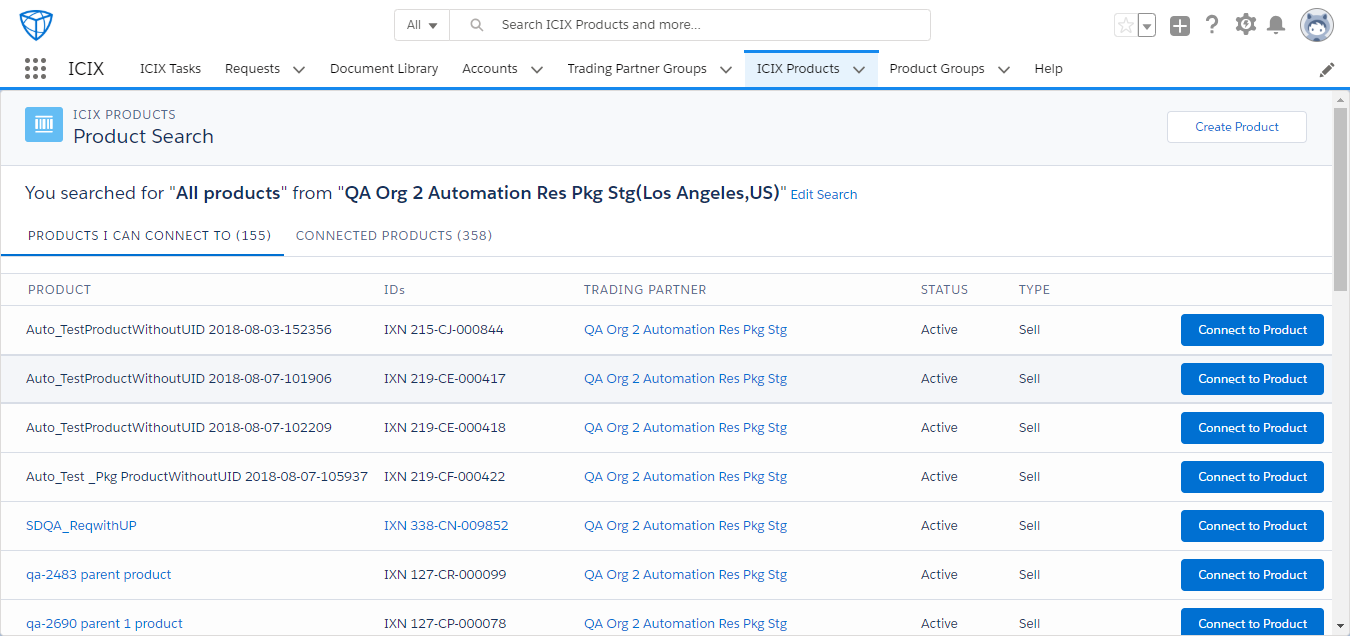 All Search ICIX Products and more...
ICIX ICIX Tasks Requests Document Library Accounts Trading Partner Groups ICIX Products Product Groups Help
ICIX PRODUCTS
Product Search
Create Product
You searched for "All products" from "QA Org 2 Automation Res Pkg Stg(Los Angeles,US)" Edit Search
PRODUCTS I CAN CONNECT TO (155) CONNECTED PRODUCTS (358)
PRODUCT IDs TRADING PARTNER STATUS TYPE
Auto_TestProductWithoutUID 2018-08-03-152356 IXN 215-CJ-000844 QA Org 2 Automation Res Pkg Stg Active Sell Connect to Product
Auto_TestProductWithoutUID 2018-08-07-101906 IXN 219-CE-000417 QA Org 2 Automation Res Pkg Stg Active Sell Connect to Product
Auto_TestProductWithoutUID 2018-08-07-102209 IXN 219-CE-000418 QA Org 2 Automation Res Pkg Stg Active Sell Connect to Product
Auto_Test _Pkg ProductWithoutUID 2018-08-07-105937 IXN 219-CF-000422 QA Org 2 Automation Res Pkg Stg Active Sell Connect to Product
SDQA_ReqwithUP IXN 338-CN-009852 QA Org 2 Automation Res Pkg Stg Active Sell Connect to Product
qa-2483 parent product IXN 127-CR-000099 QA Org 2 Automation Res Pkg Stg Active Sell Connect to Product
qa-2690 parent 1 product IXN 127-CP-000078 QA Org 2 Automation Res Pkg Stg Active Sell Connect to Product